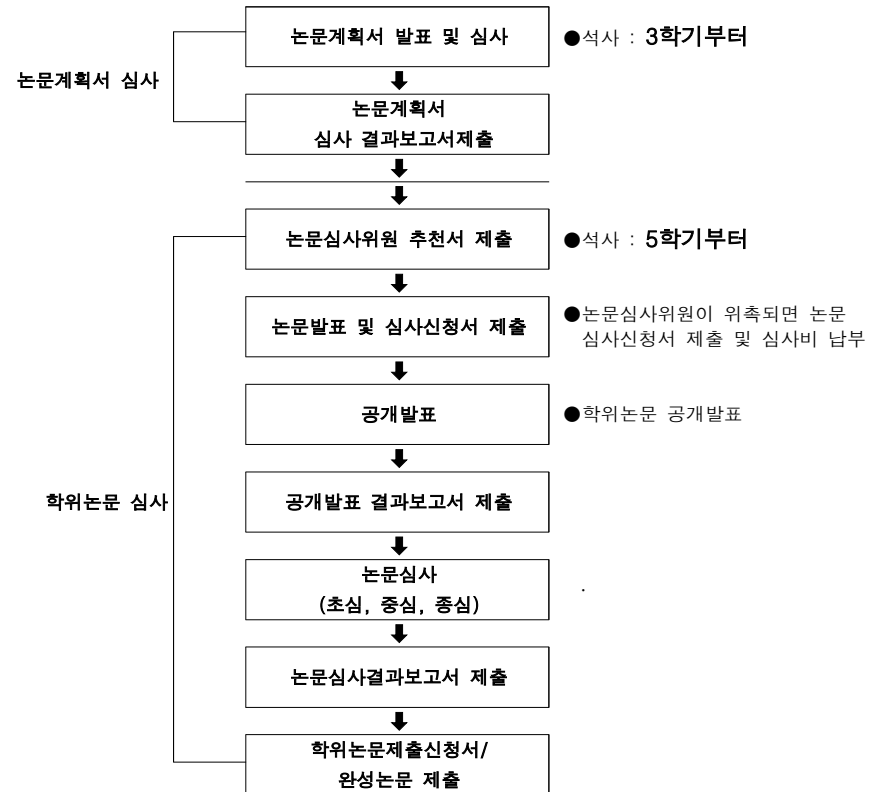 논문계획서 발표 및 심사
●석사 : 3학기부터
논문계획서 심사
논문계획서
심사 결과보고서제출
논문심사위원 추천서 제출
●석사 : 5학기부터
논문발표 및 심사신청서 제출
●논문심사위원이 위촉되면 논문
심사신청서 제출 및 심사비 납부
공개발표
●학위논문 공개발표
학위논문 심사
공개발표 결과보고서 제출
논문심사
(초심, 중심, 종심)
.
논문심사결과보고서 제출
학위논문제출신청서/
완성논문 제출